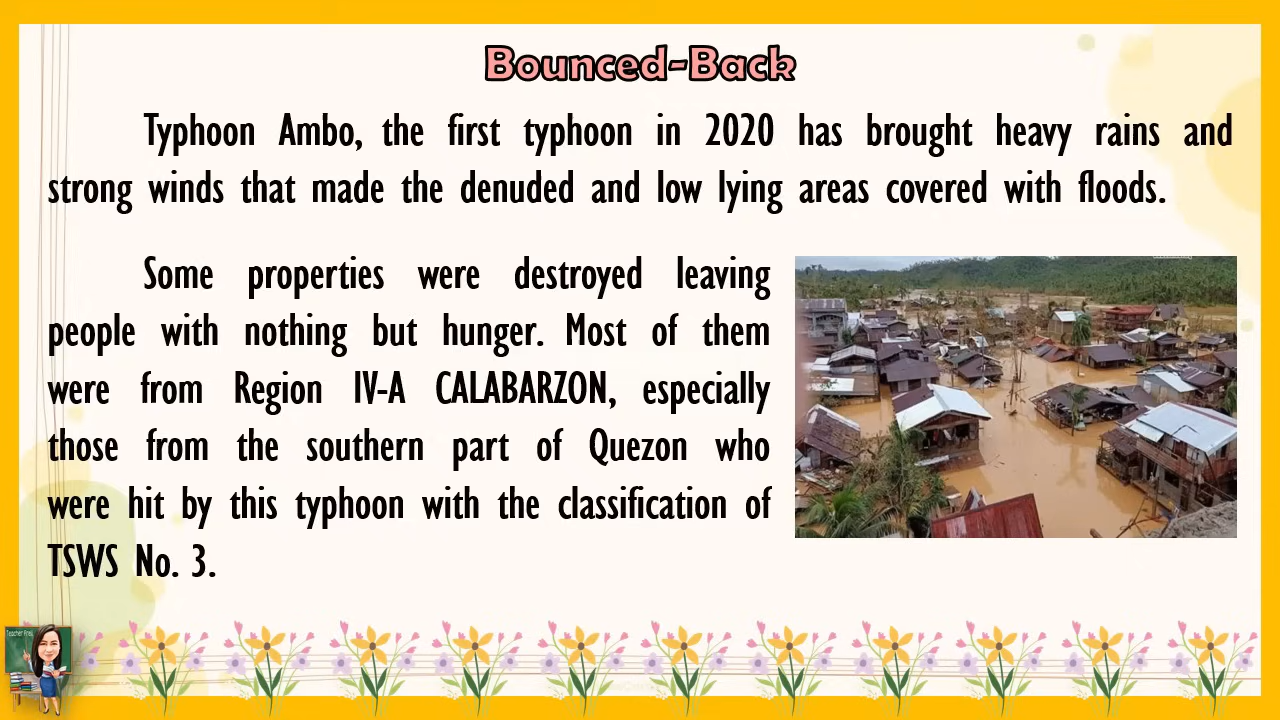 Bounced-Back
Typhoon Ambo, the first typhoon in 2020 has brought heavy rains and
strong winds that made the denuded and low lying areas covered with floods.
Some properties were destroyed leaving
people with nothing but hunger. Most of them
were from Region IV-A CALABARZON, especially
those from the southern part of Quezon who
were hit by this typhoon with the classification of
TSWS No. 3.